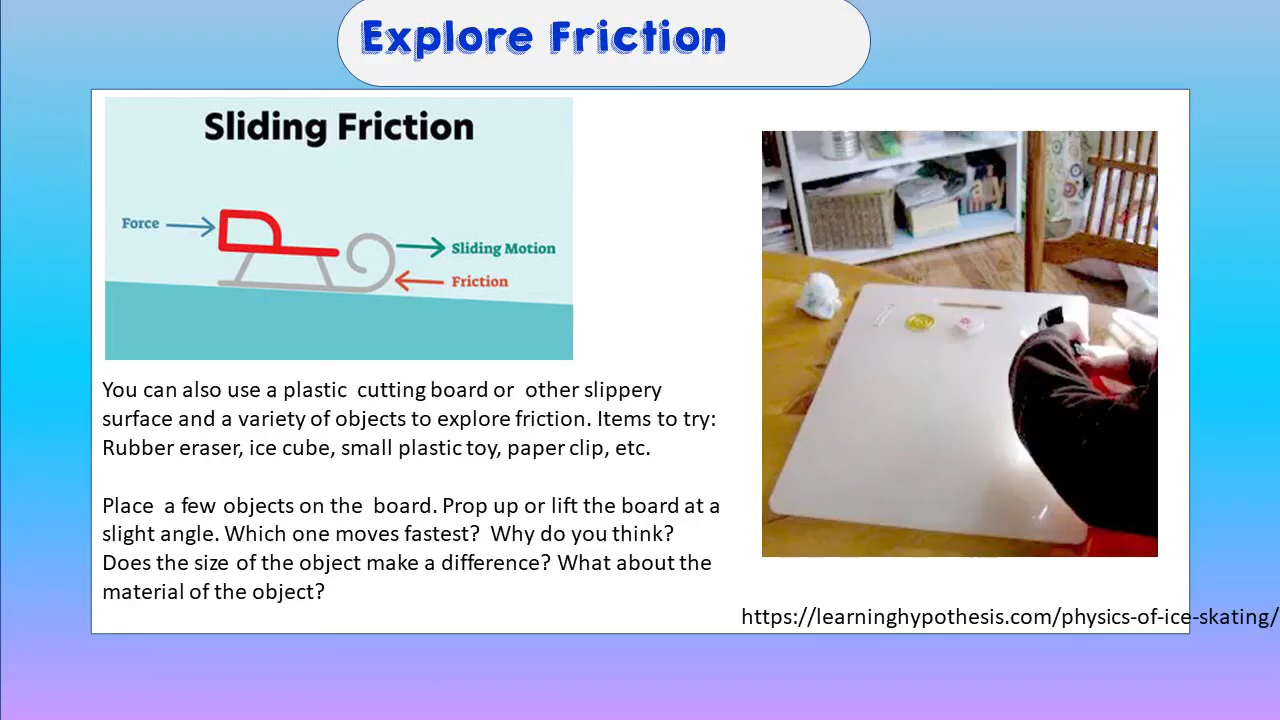 Explore Friction
Sliding Friction
Force
Sliding Motion
Friction
You can also use a plastic cutting board or other slippery
surface and a variety of objects to explore friction. Items to try:
Rubber eraser, ice cube, small plastic toy, paper clip, etc.
Place a few objects on the board. Prop up or lift the board at a
slight angle. Which one moves fastest? Why do you think?
Does the size of the object make a difference? What about the
material of the object?
https://learninghypothesis.com/physics-of-ice-skating/